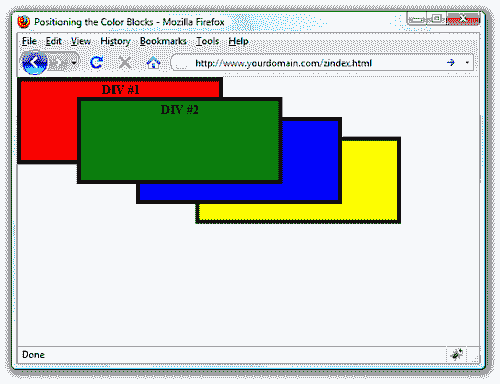 Positioning the Color Blocks - Mozilla Firefox
File Edit View History Bookmarks Tools Help
http://www.yourdomain.com/zindex.html
DIV #1
DIV #2
Done